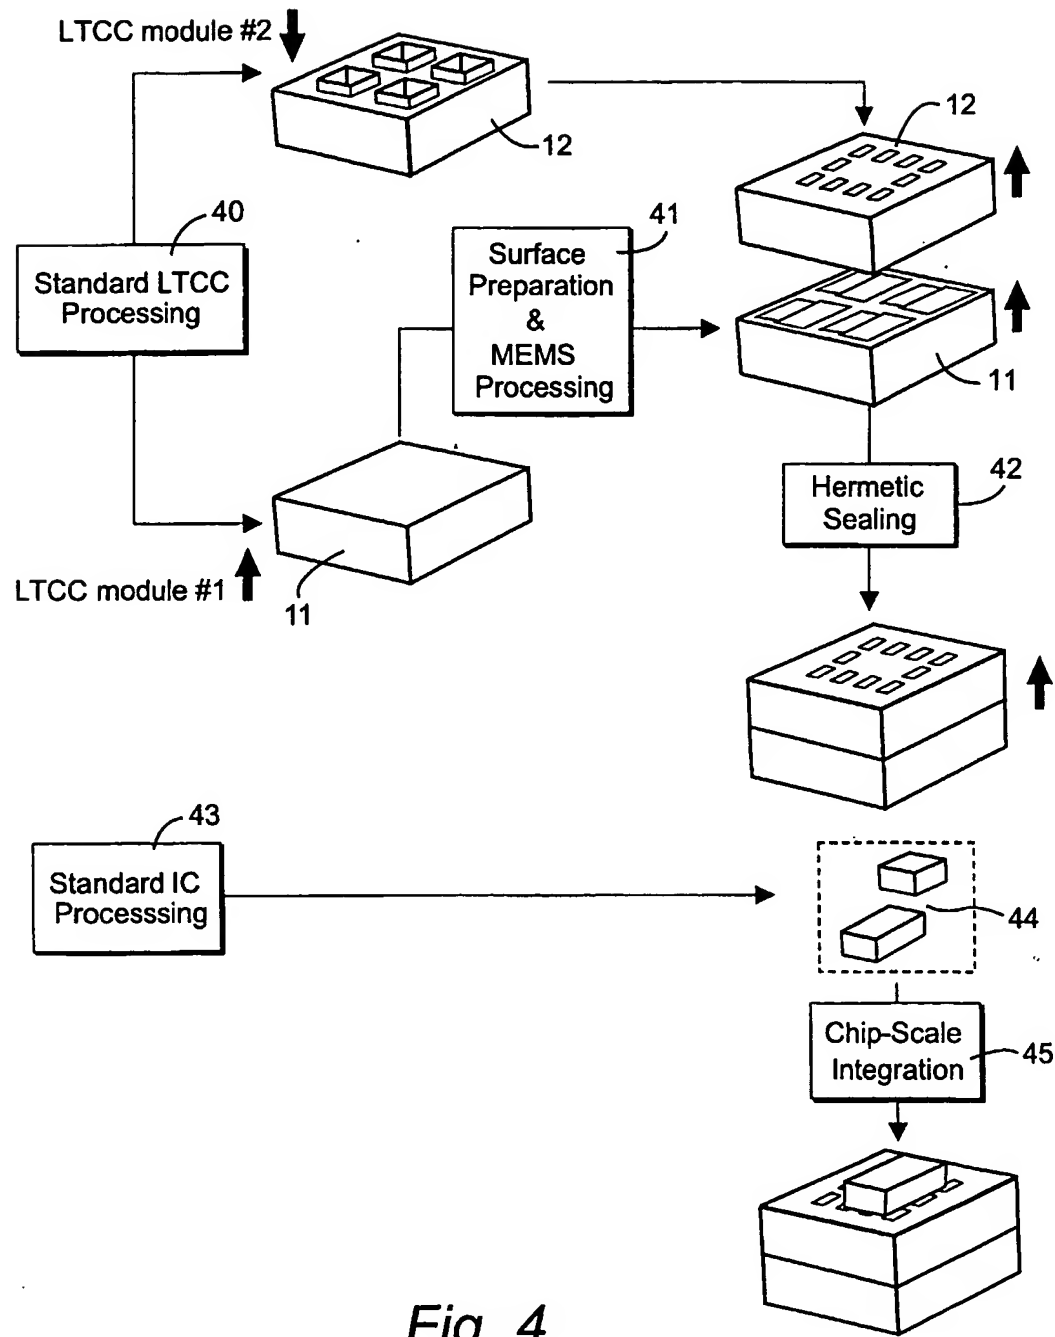 LTCC module #2
12
12
40
Standard LTCC
Processing
41
Surface
Preparation
&
MEMS
Processing
11
LTCC module #1
11
42
Hermetic
Sealing
43
Standard IC
Processsing
44
Chip-Scale
Integration
45
Fig. 4